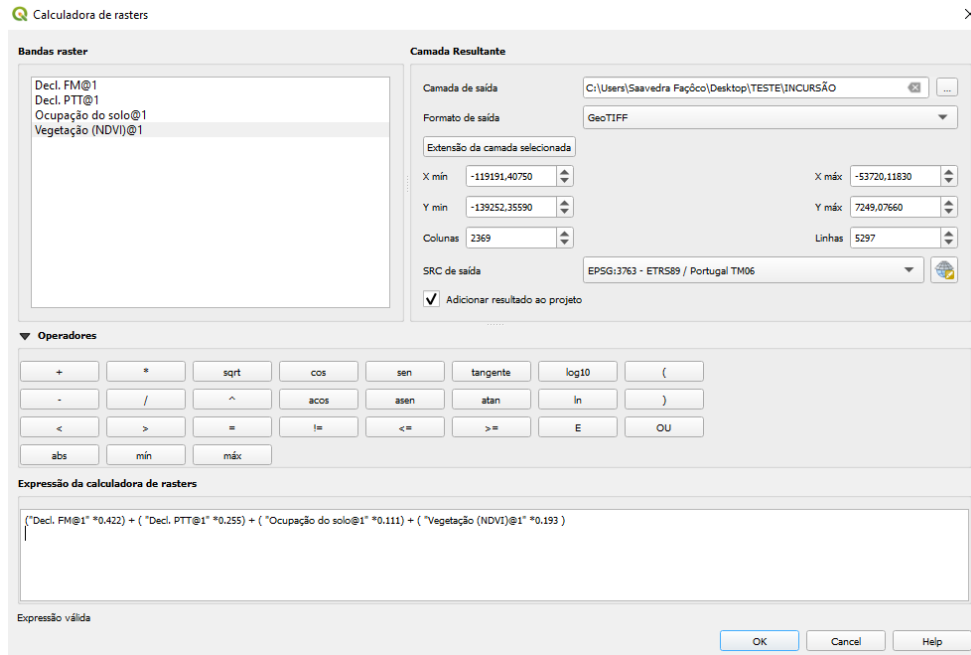 Calculadora de rasters
Bandas raster
Decl. FM@1
Decl. PTT@1
Ocupação do solo@1
Vegetação (NDVI)@1
Camada Resultante
Camada de saída C:\Users\Saavedra Façôco\Desktop\TESTE\INCURSÃO ...
Formato de saída GeoTIFF
Extensão da camada selecionada
X mín -119191,40750 X máx -53720,11830
Y min -139252,35590 Y máx 7249,07660
Colunas 2369 Linhas 5297
SRC de saída EPSG:3763 - ETRS89 / Portugal TM06
Adicionar resultado ao projeto
Operadores
+ * sqrt cos sen tangente log10 (
- / ^ acos asen atan ln )
< > = != <= >= E OU
abs mín máx
Expressão da calculadora de rasters
("Decl. FM@1" *0.422) + ( "Decl. PTT@1" *0.255) + ( "Ocupação do solo@1" *0.111) + ( "Vegetação (NDVI)@1" *0.193 )
Expressão válida
OK Cancel Help